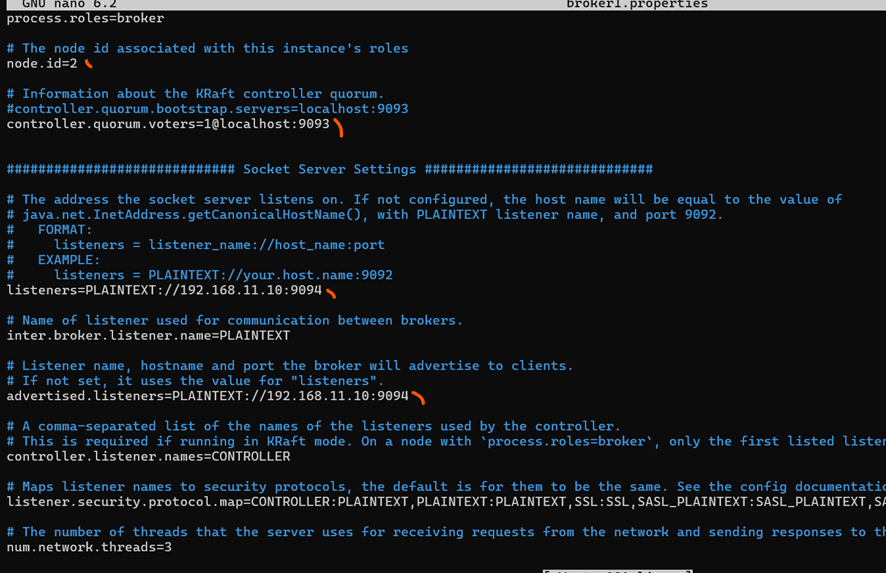 GNU nano 6.2 broker1.properties
process.roles=broker
# The node id associated with this instance's roles
node.id=2
# Information about the KRaft controller quorum.
#controller.quorum.bootstrap.servers=localhost:9093
controller.quorum.voters=1@localhost:9093
############################# Socket Server Settings #############################
# The address the socket server listens on. If not configured, the host name will be equal to the value of
# java.net.InetAddress.getCanonicalHostName(), with PLAINTEXT listener name, and port 9092.
#   FORMAT:
#     listeners = listener_name://host_name:port
#   EXAMPLE:
#     listeners = PLAINTEXT://your.host.name:9092
listeners=PLAINTEXT://192.168.11.10:9094
# Name of listener used for communication between brokers.
inter.broker.listener.name=PLAINTEXT
# Listener name, hostname and port the broker will advertise to clients.
# If not set, it uses the value for "listeners".
advertised.listeners=PLAINTEXT://192.168.11.10:9094
# A comma-separated list of the names of the listeners used by the controller.
# This is required if running in KRaft mode. On a node with `process.roles=broker`, only the first listed listen
controller.listener.names=CONTROLLER
# Maps listener names to security protocols, the default is for them to be the same. See the config documentatio
listener.security.protocol.map=CONTROLLER:PLAINTEXT,PLAINTEXT:PLAINTEXT,SSL:SSL,SASL_PLAINTEXT:SASL_PLAINTEXT,SA
# The number of threads that the server uses for receiving requests from the network and sending responses to th
num.network.threads=3